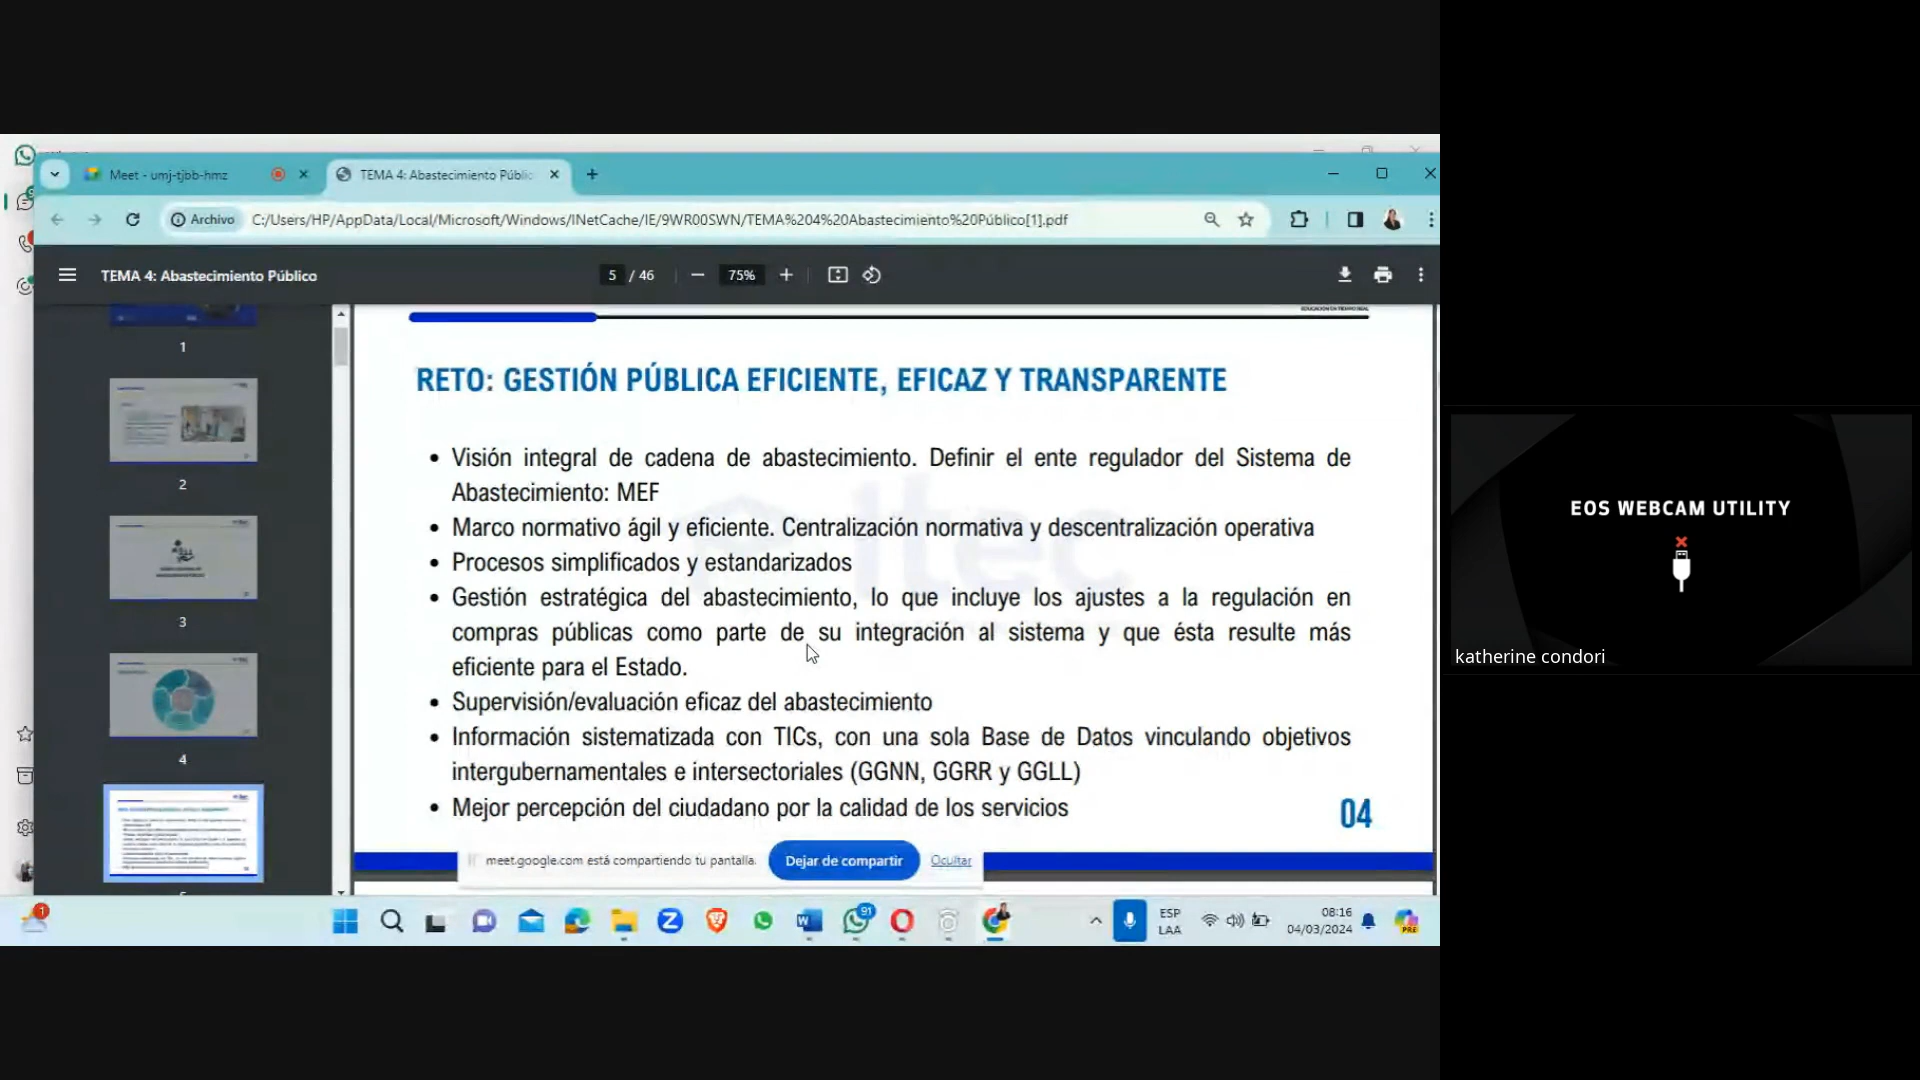 Meet - umj-tjbb-hmz
TEMA 4: Abastecimiento Públic
Archivo
C:/Users/HP/AppData/Local/Microsoft/Windows/INetCache/IE/9WR00SWN/TEMA%204%20Abastecimiento%20Público[1].pdf
TEMA 4: Abastecimiento Público
5 / 46
75%
1
2
3
4
EDUCACIÓN EN TIEMPO REAL
RETO: GESTIÓN PÚBLICA EFICIENTE, EFICAZ Y TRANSPARENTE
• Visión integral de cadena de abastecimiento. Definir el ente regulador del Sistema de
Abastecimiento: MEF
• Marco normativo ágil y eficiente. Centralización normativa y descentralización operativa
• Procesos simplificados y estandarizados
• Gestión estratégica del abastecimiento, lo que incluye los ajustes a la regulación en
compras públicas como parte de su integración al sistema y que ésta resulte más
eficiente para el Estado.
• Supervisión/evaluación eficaz del abastecimiento
• Información sistematizada con TICs, con una sola Base de Datos vinculando objetivos
intergubernamentales e intersectoriales (GGNN, GGRR y GGLL)
• Mejor percepción del ciudadano por la calidad de los servicios
04
itec
meet.google.com está compartiendo tu pantalla.
Dejar de compartir
Ocultar
1
91
ESP
LAA
08:16
04/03/2024
PRE
EOS WEBCAM UTILITY
katherine condori